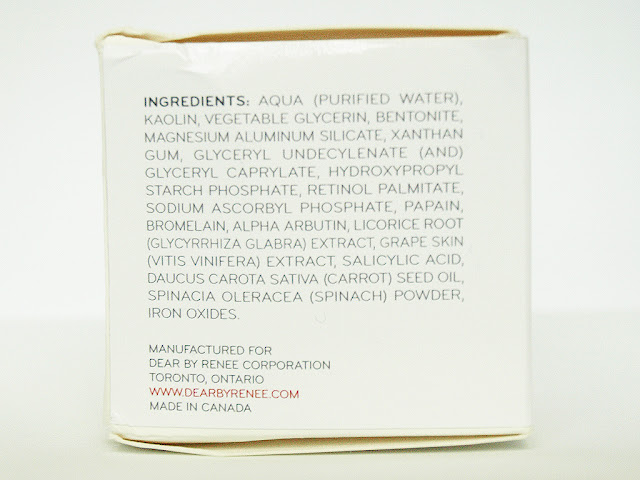 INGREDIENTS: AQUA (PURIFIED WATER),
KAOLIN, VEGETABLE GLYCERIN, BENTONITE,
MAGNESIUM ALUMINUM SILICATE, XANTHAN
GUM, GLYCERYL UNDECYLENATE (AND)
GLYCERYL CAPRYLATE, HYDROXYPROPYL
STARCH PHOSPHATE, RETINOL PALMITATE,
SODIUM ASCORBYL PHOSPHATE, PAPAIN,
BROMELAIN, ALPHA ARBUTIN, LICORICE ROOT
(GLYCYRRHIZA GLABRA) EXTRACT, GRAPE SKIN
(VITIS VINIFERA) EXTRACT, SALICYLIC ACID,
DAUCUS CAROTA SATIVA (CARROT) SEED OIL,
SPINACIA OLERACEA (SPINACH) POWDER,
IRON OXIDES.
MANUFACTURED FOR
DEAR BY RENEE CORPORATION
TORONTO, ONTARIO
WWW.DEARBYRENEE.COM
MADE IN CANADA